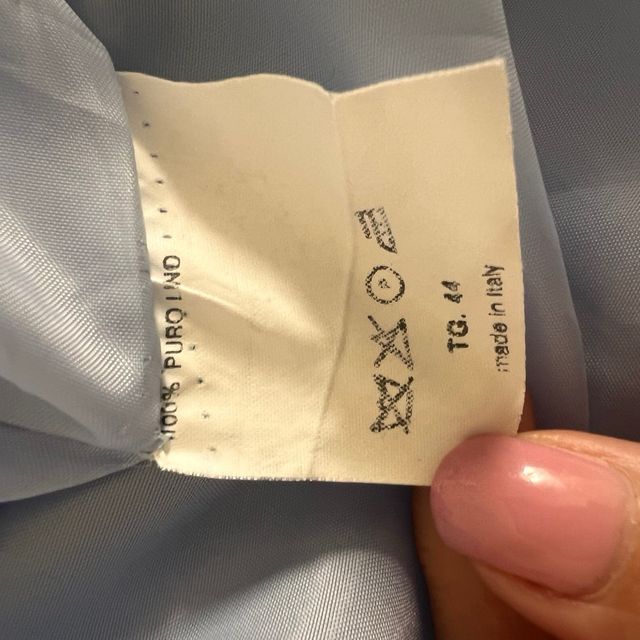 100% PURO LINO
P
TG. 44
made in Italy